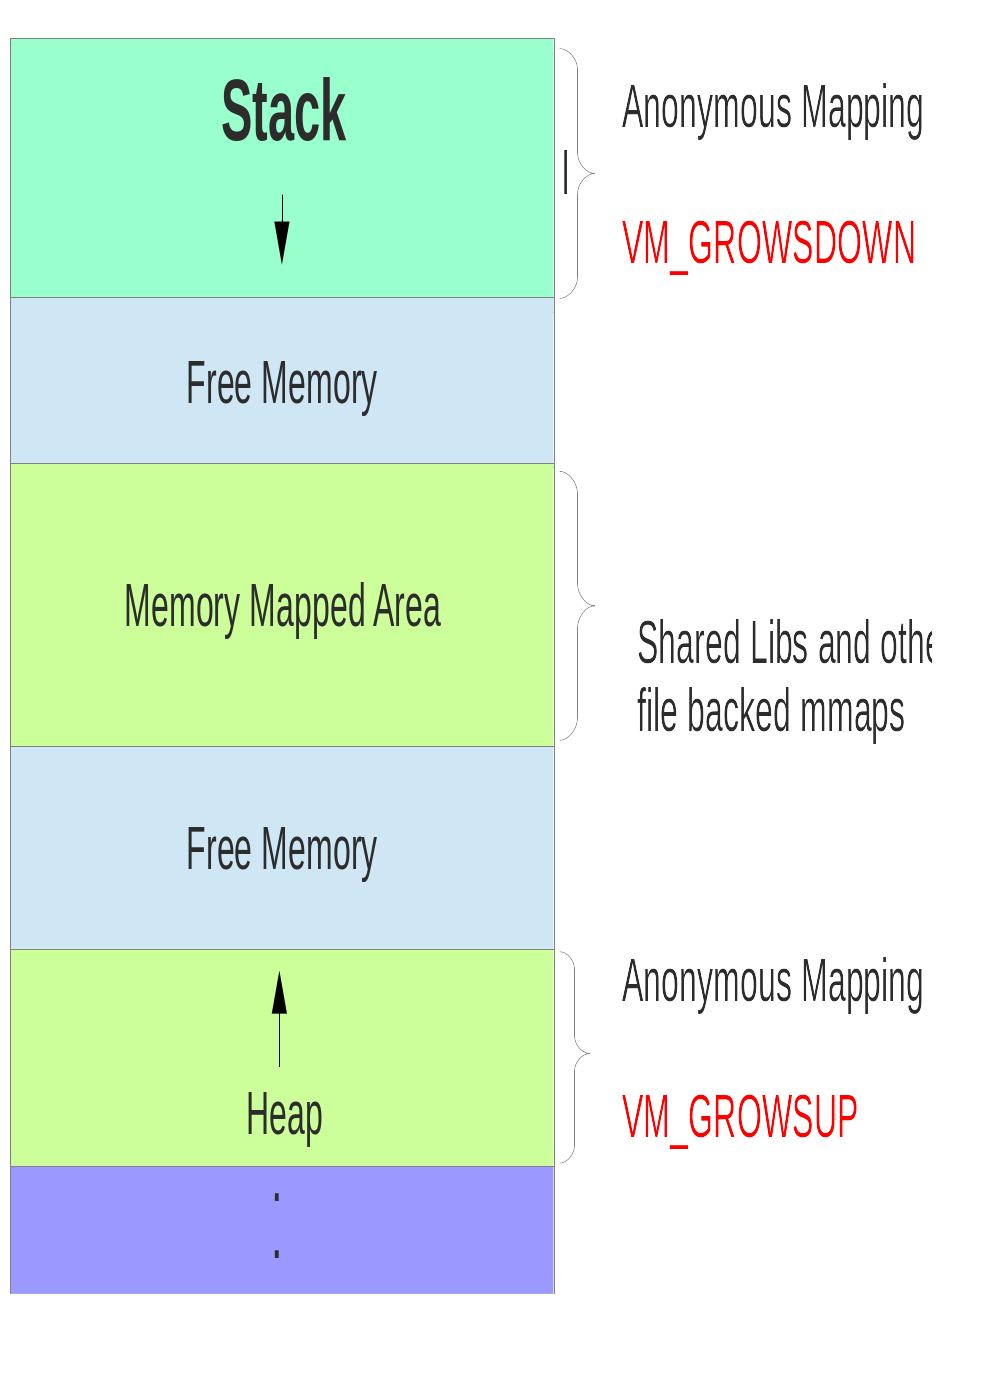 Stack
Anonymous Mapping
VM_GROWSDOWN
Free Memory
Memory Mapped Area
Shared Libs and othe
file backed mmaps
Free Memory
Anonymous Mapping
Heap
VM_GROWSUP
.
.